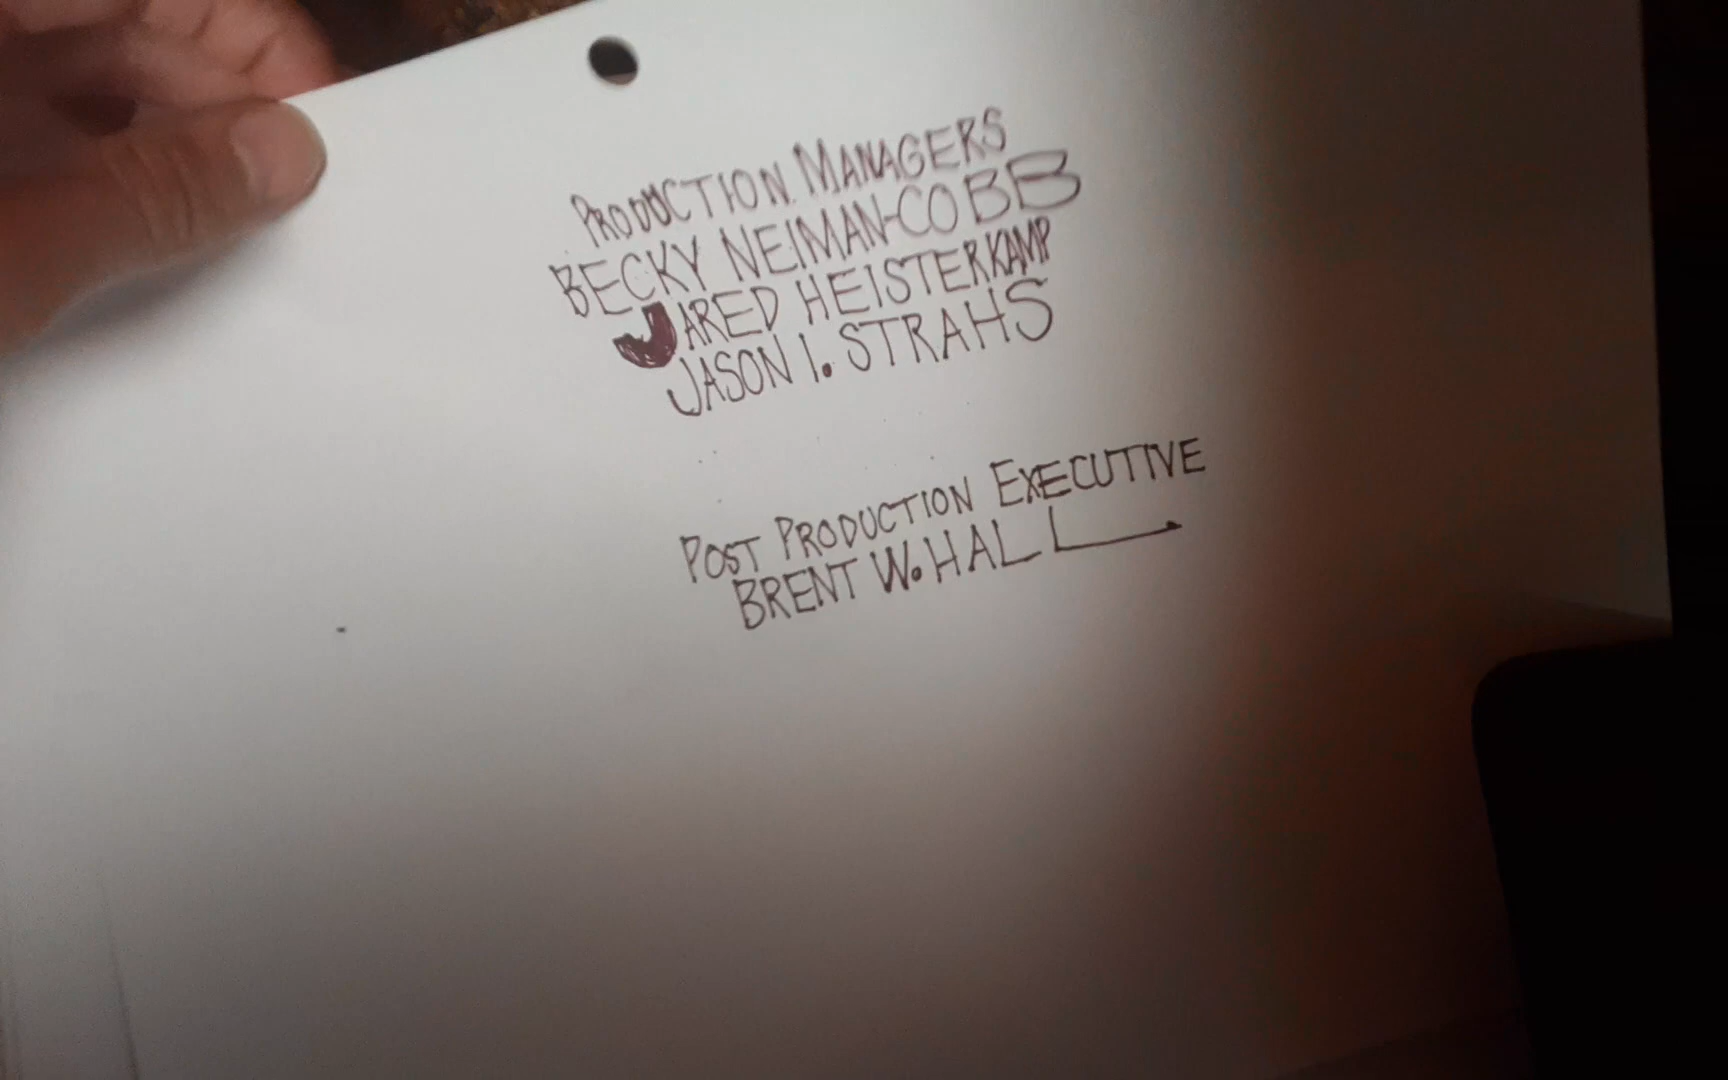 PRODUCTION MANAGERS
BECKY NEIMAN-COBB
JARED HEISTERKAMP
JASON I. STRAHS
POST PRODUCTION EXECUTIVE
BRENT W. HALL